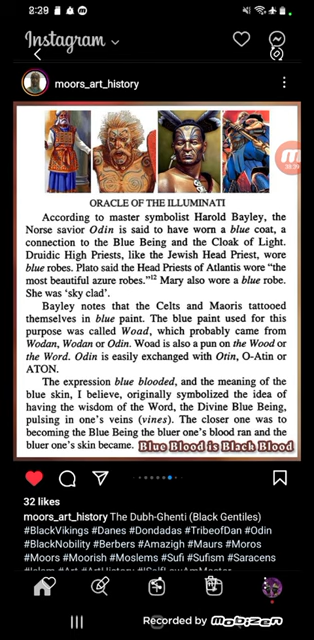 8:29
Instagram
moors_art_history
ORACLE OF THE ILLUMINATI
According to master symbolist Harold Bayley, the
Norse savior Odin is said to have worn a blue coat, a
connection to the Blue Being and the Cloak of Light.
Druidic High Priests, like the Jewish Head Priest, wore
blue robes. Plato said the Head Priests of Atlantis wore “the
most beautiful azure robes.”12 Mary also wore a blue robe.
She was ‘sky clad’.
Bayley notes that the Celts and Maoris tattooed
themselves in blue paint. The blue paint used for this
purpose was called Woad, which probably came from
Wodan, Wodan or Odin. Woad is also a pun on the Wood or
the Word. Odin is easily exchanged with Otin, O-Atin or
ATON.
The expression blue blooded, and the meaning of the
blue skin, I believe, originally symbolized the idea of
having the wisdom of the Word, the Divine Blue Being,
pulsing in one’s veins (vines). The closer one was to
becoming the Blue Being the bluer one’s blood ran and the
bluer one’s skin became. Blue Blood is Black Blood
32 likes
moors_art_history The Dubh-Ghenti (Black Gentiles)
#BlackVikings #Danes #Dondadas #TribeofDan #Odin
#BlackNobility #Berbers #Amazigh #Maurs #Moros
#Moors #Moorish #Moslems #Sufi #Sufism #Saracens
Recorded by mobizen